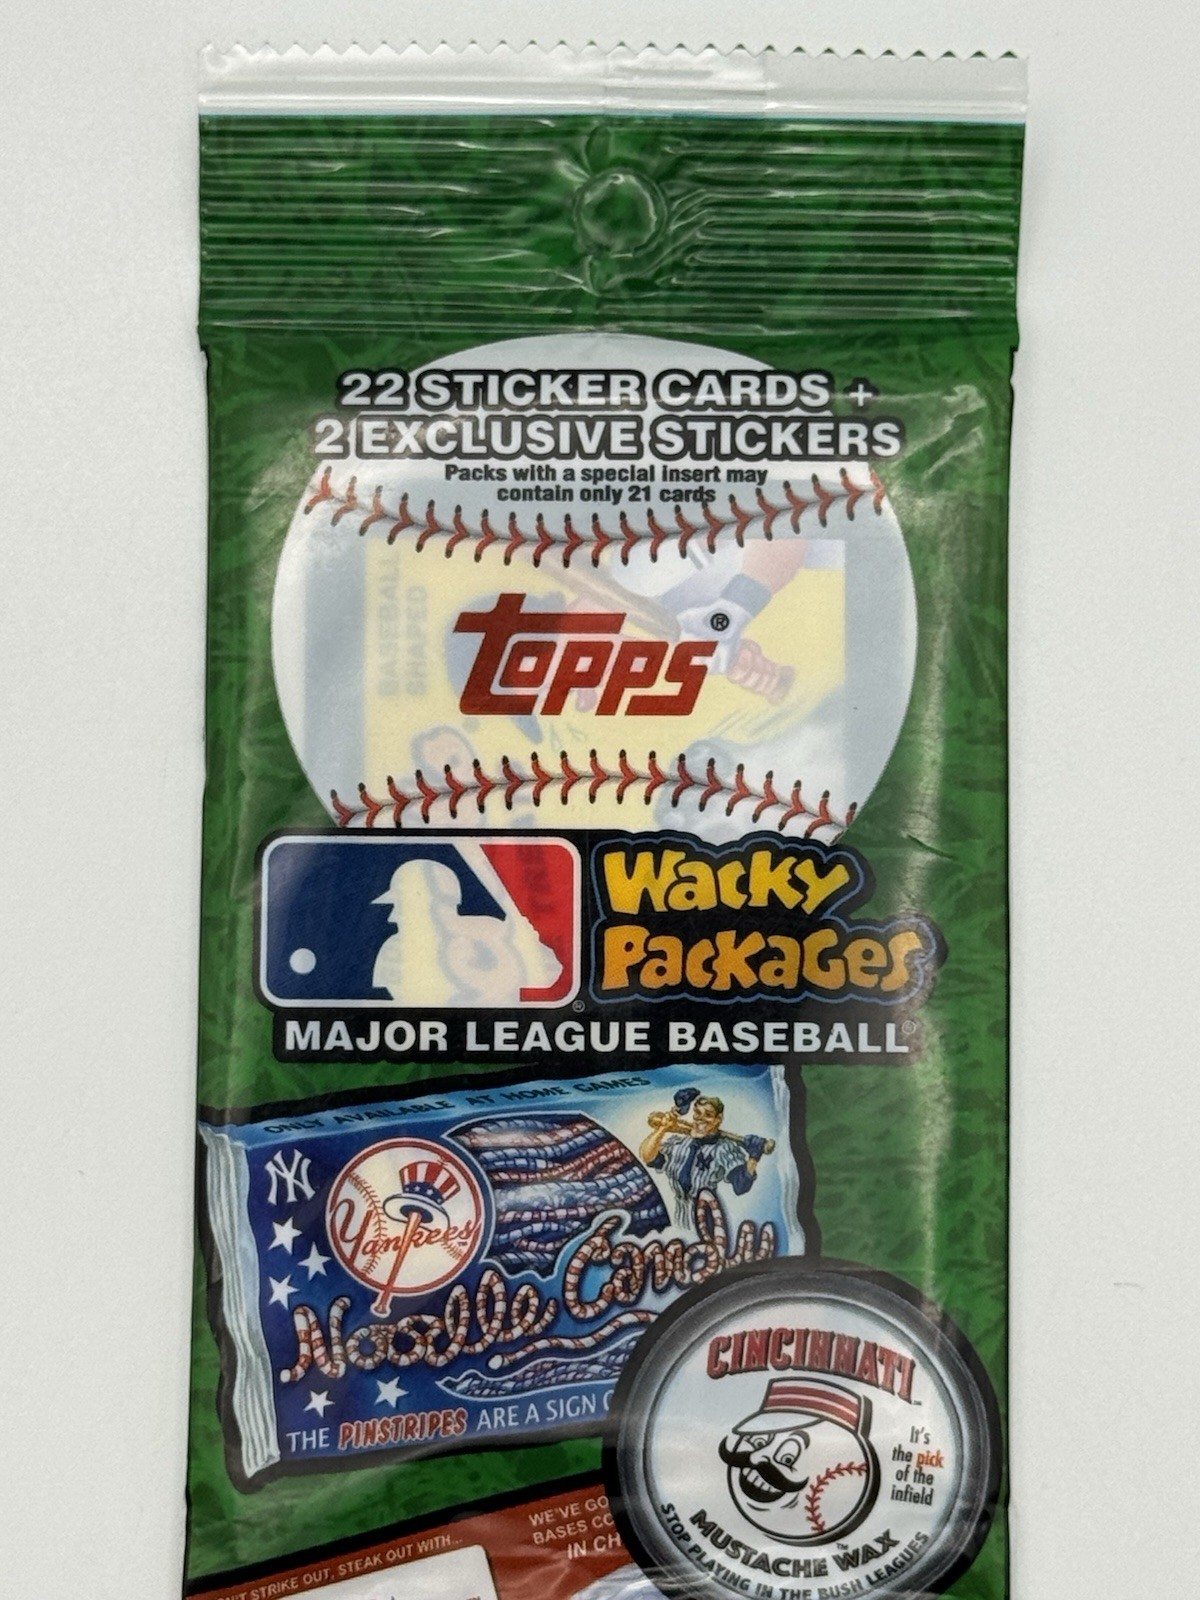 22 STICKER CARDS +
2 EXCLUSIVE STICKERS
Packs with a special insert may
contain only 21 cards
BASEBALL
SHAPED
topps®
Wacky
Packages
MAJOR LEAGUE BASEBALL®
ONLY AVAILABLE AT HOME GAMES
NY
Yankees
Noodle Candy
THE PINSTRIPES ARE A SIGN
CINCINNATI
It's
the pick
of the
infield
MUSTACHE WAX
STOP PLAYING IN THE BUSH LEAGUES
STRIKE OUT, STEAK OUT WITH...
WE'VE GO
BASES CO
IN CH